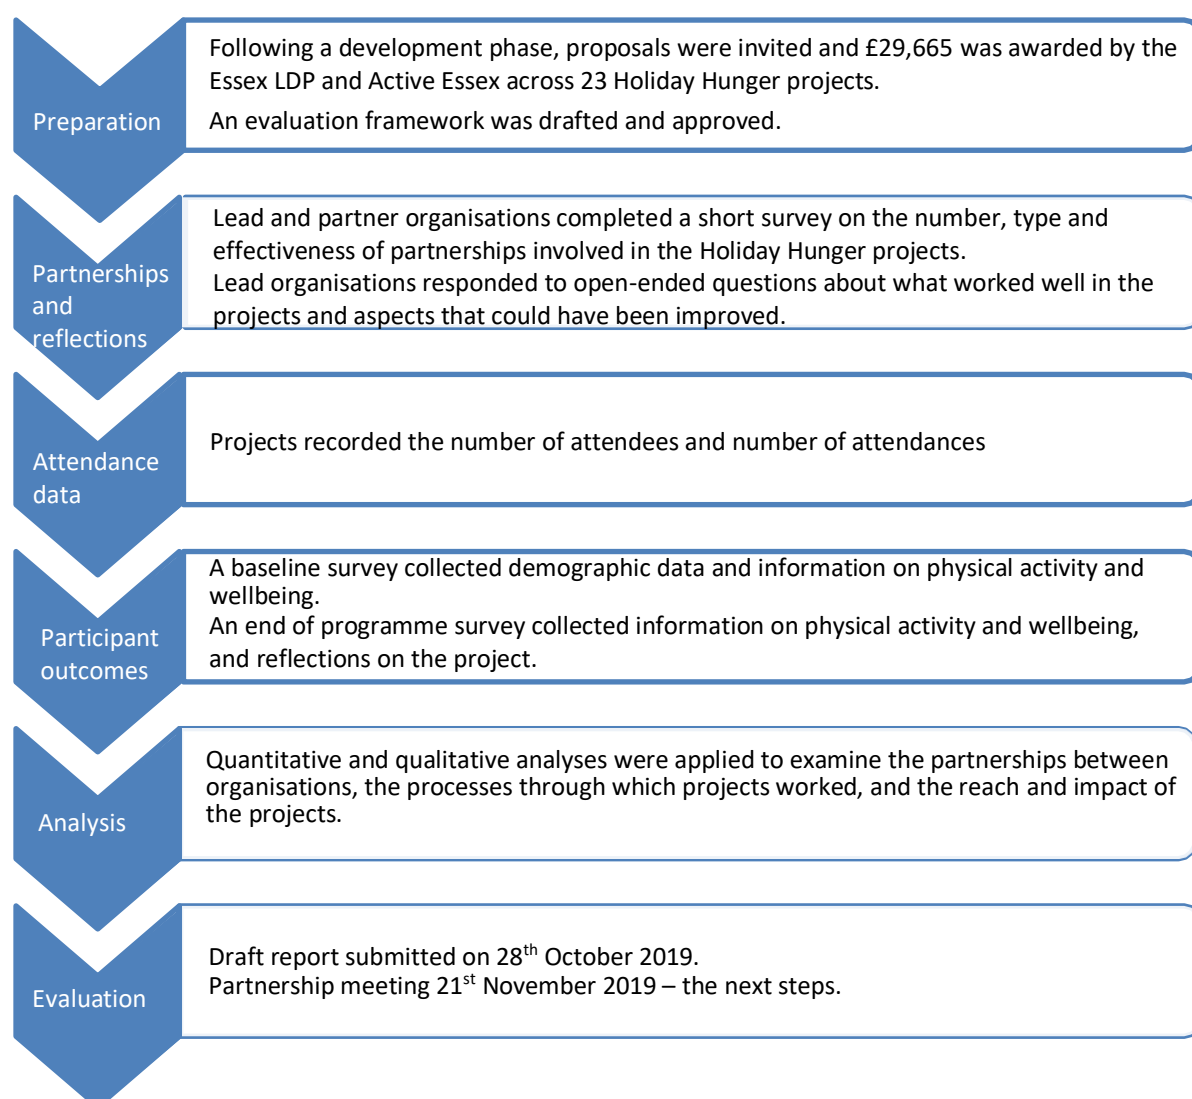 Preparation
Following a development phase, proposals were invited and £29,665 was awarded by the
Essex LDP and Active Essex across 23 Holiday Hunger projects.
An evaluation framework was drafted and approved.
Partnerships
and
reflections
Lead and partner organisations completed a short survey on the number, type and
effectiveness of partnerships involved in the Holiday Hunger projects.
Lead organisations responded to open-ended questions about what worked well in the
projects and aspects that could have been improved.
Attendance
data
Projects recorded the number of attendees and number of attendances
Participant
outcomes
A baseline survey collected demographic data and information on physical activity and
wellbeing.
An end of programme survey collected information on physical activity and wellbeing,
and reflections on the project.
Analysis
Quantitative and qualitative analyses were applied to examine the partnerships between
organisations, the processes through which projects worked, and the reach and impact of
the projects.
Evaluation
Draft report submitted on 28th October 2019.
Partnership meeting 21st November 2019 – the next steps.